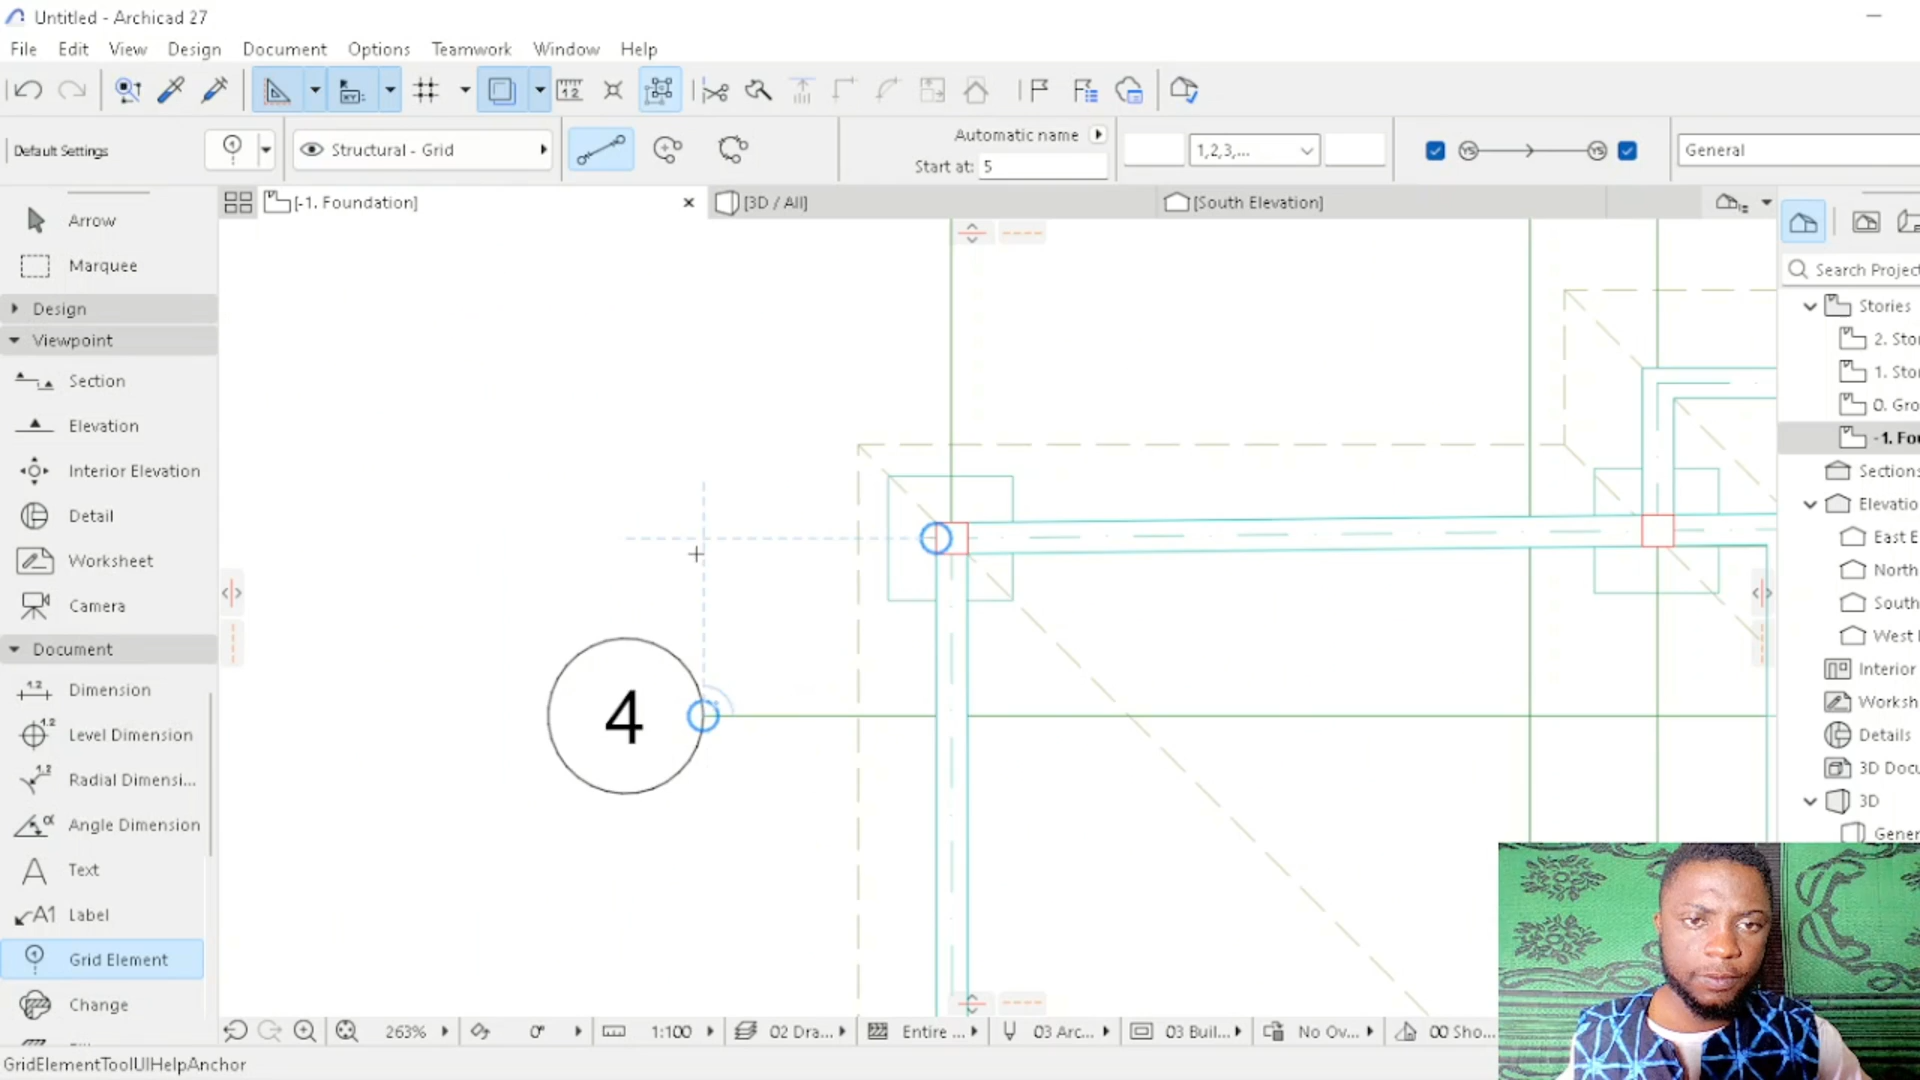 Untitled - Archicad 27
File Edit View Design Document Options Teamwork Window Help
Default Settings
Structural - Grid
Automatic name
Start at: 5
1,2,3,...
General
[-1. Foundation]
[3D / All]
[South Elevation]
Arrow
Marquee
Design
Viewpoint
Section
Elevation
Interior Elevation
Detail
Worksheet
Camera
Document
Dimension
Level Dimension
Radial Dimensi...
Angle Dimension
Text
Label
Grid Element
Change
4
Search Projec
Stories
2. Sto
1. Sto
0. Gro
-1. Fou
Sections
Elevatio
East E
North
South
West
Interior
Worksh
Details
3D Docu
3D
Gener
263%
0°
1:100
02 Dra...
Entire ...
03 Arc...
03 Buil...
No Ov...
00 Sho...
GridElementToolUIHelpAnchor